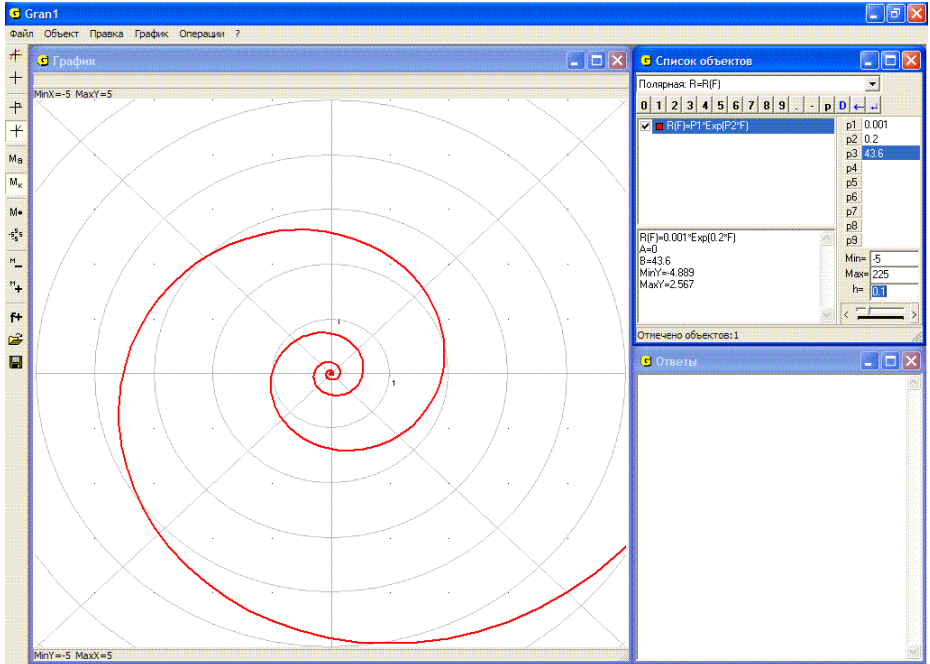 Gran1
Файл Объект Правка График Операции ?
График
MinX=-5 MaxY=5
1
1
MinY=-5 MaxX=5
Ma
Мк
M•
-s^s s
M_
M+
f+
Список объектов
Полярная: R=R(F)
0 1 2 3 4 5 6 7 8 9 . - p D ← ↲
R(F)=P1*Exp(P2*F)
p1 0.001
p2 0.2
p3 43.6
p4
p5
p6
p7
p8
p9
R(F)=0.001*Exp(0.2*F)
A=0
B=43.6
MinY=-4.889
MaxY=2.567
Min= -5
Max= 225
h= 0.1
< >
Отмечено объектов:1
Ответы